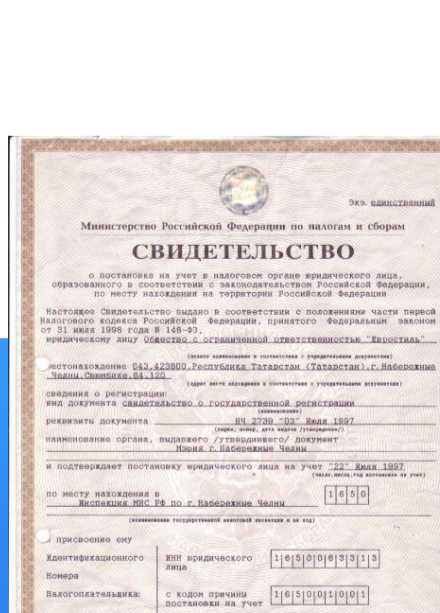 Экз. единственный
Министерство Российской Федерации по налогам и сборам
СВИДЕТЕЛЬСТВО
о постановке на учет в налоговом органе юридического лица,
образованного в соответствии с законодательством Российской Федерации,
по месту нахождения на территории Российской Федерации
Настоящее Свидетельство выдано в соответствии с положениями части первой
Налогового кодекса Российской Федерации, принятого Федеральным законом
от 31 июля 1998 года N 146-ФЗ,
юридическому лицу Общество с ограниченной ответственностью "Евростиль"
(полное наименование в соответствии с учредительными документами)
местонахождение 643,423800,Республика Татарстан (Татарстан),г.Набережные
Челны,Сююмбике,64,120
(адрес места нахождения в соответствии с учредительными документами)
сведения о регистрации:
вид документа свидетельство о государственной регистрации
(наименование)
реквизиты документа НЧ 2739 "03" Июля 1997
(серия, номер, дата выдачи /утверждения/)
наименование органа, выдавшего /утвердившего/ документ
Мэрия г.Набережные Челны
и подтверждает постановку юридического лица на учет "22" Июля 1997
(число,месяц,год постановки на учет)
по месту нахождения в 1650
Инспекция МНС РФ по г.Набережные Челны
(наименование государственной налоговой инспекции и ее код)
и присвоение ему
Идентификационного ИНН юридического 1650083313
лица
Номера
Налогоплательщика: с кодом причины 165001001
постановки на учет